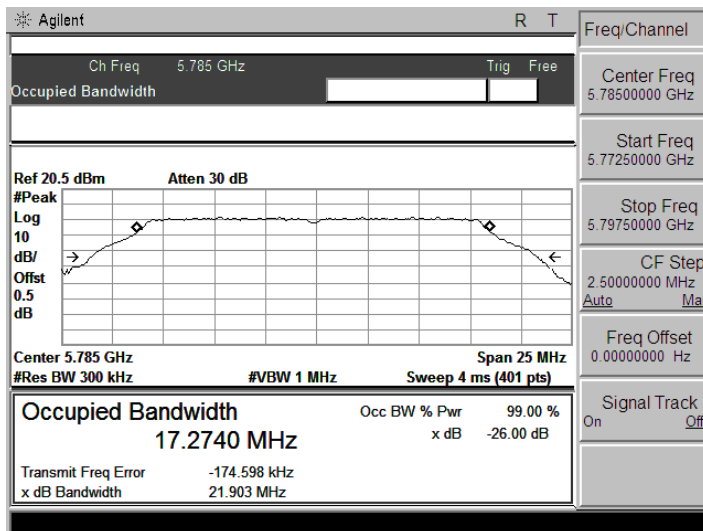 Agilent R T
Ch Freq 5.785 GHz Trig Free
Occupied Bandwidth
Ref 20.5 dBm Atten 30 dB
#Peak
Log
10
dB/
Offst
0.5
dB
Center 5.785 GHz Span 25 MHz
#Res BW 300 kHz #VBW 1 MHz Sweep 4 ms (401 pts)
Occupied Bandwidth Occ BW % Pwr 99.00 %
17.2740 MHz x dB -26.00 dB
Transmit Freq Error -174.598 kHz
x dB Bandwidth 21.903 MHz
Freq/Channel
Center Freq
5.78500000 GHz
Start Freq
5.77250000 GHz
Stop Freq
5.79750000 GHz
CF Step
2.50000000 MHz
Auto Ma
Freq Offset
0.00000000 Hz
Signal Track
On Off